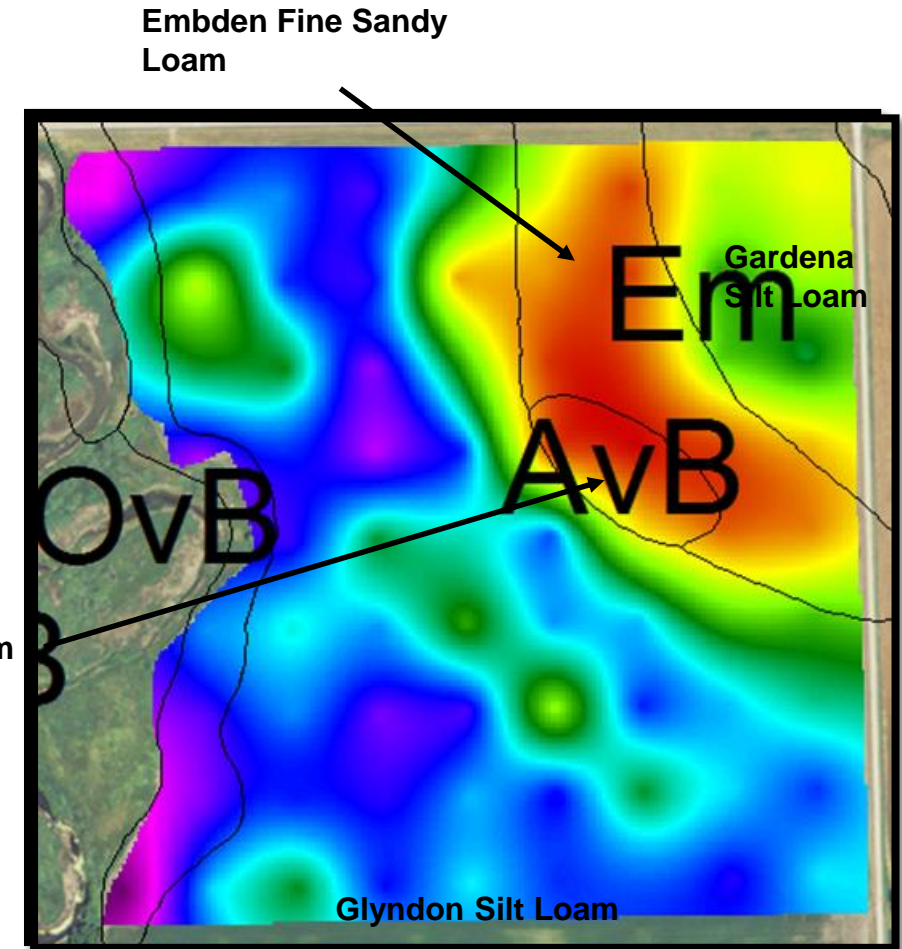 Embden Fine Sandy
Loam
Em
Gardena
Silt Loam
AvB
OvB
Glyndon Silt Loam